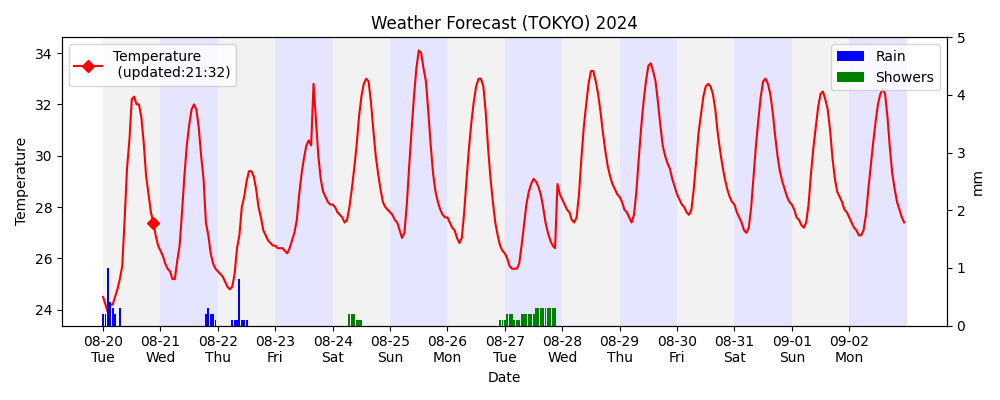 Weather Forecast (TOKYO) 2024
Temperature
(updated:21:32)
Rain
Showers
34
32
30
28
26
24
Temperature
5
4
3
2
1
0
mm
08-20 08-21 08-22 08-23 08-24 08-25 08-26 08-27 08-28 08-29 08-30 08-31 09-01 09-02
Tue Wed Thu Fri Sat Sun Mon Tue Wed Thu Fri Sat Sun Mon
Date